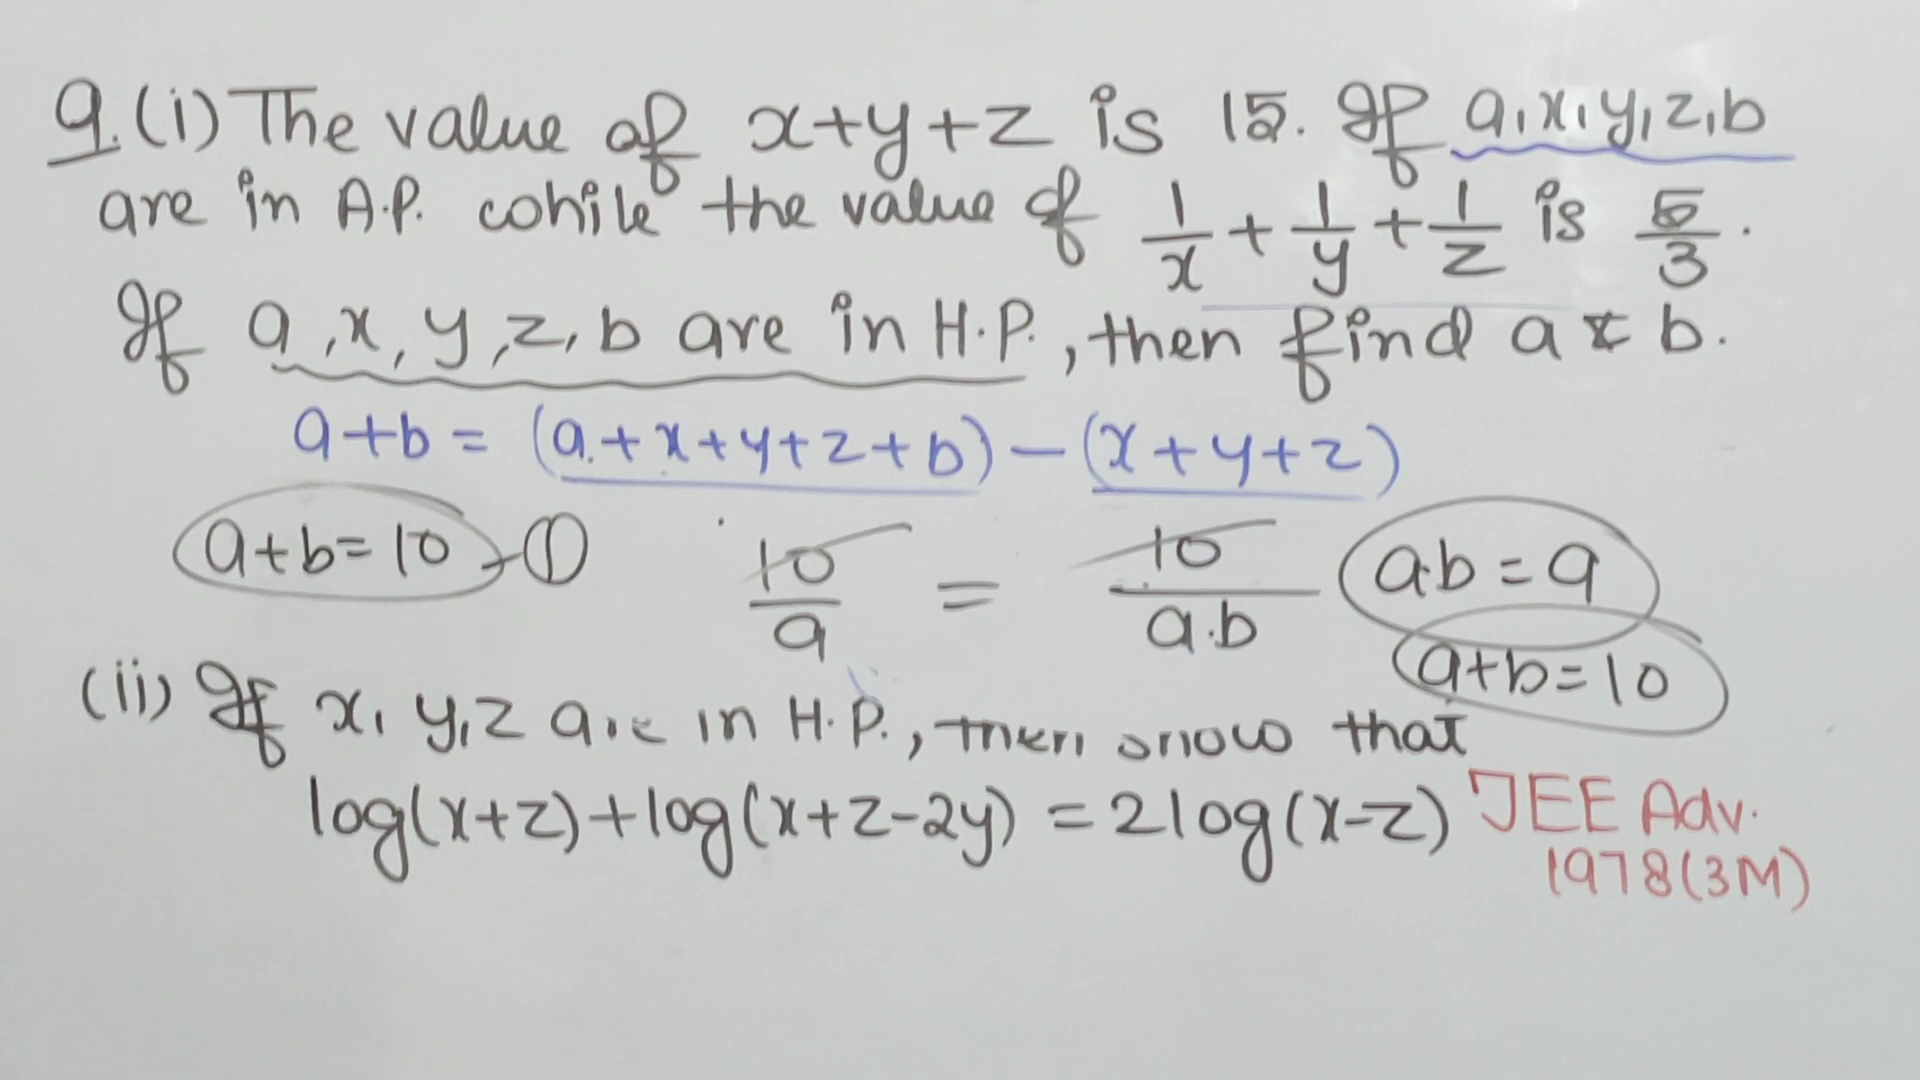 Q.(i) The value of x+y+z is 15. If a,x,y,z,b
are in A.P. while the value of 1/x + 1/y + 1/z is 5/3.
If a,x,y,z,b are in H.P., then find a & b.
a+b = (a+x+y+z+b) - (x+y+z)
a+b=10 -① 10/9 = 10/a.b a.b=9
a+b=10
(ii) If x,y,z are in H.P., then show that
log(x+z)+log(x+z-2y) = 2log(x-z) JEE Adv.
1978(3M)